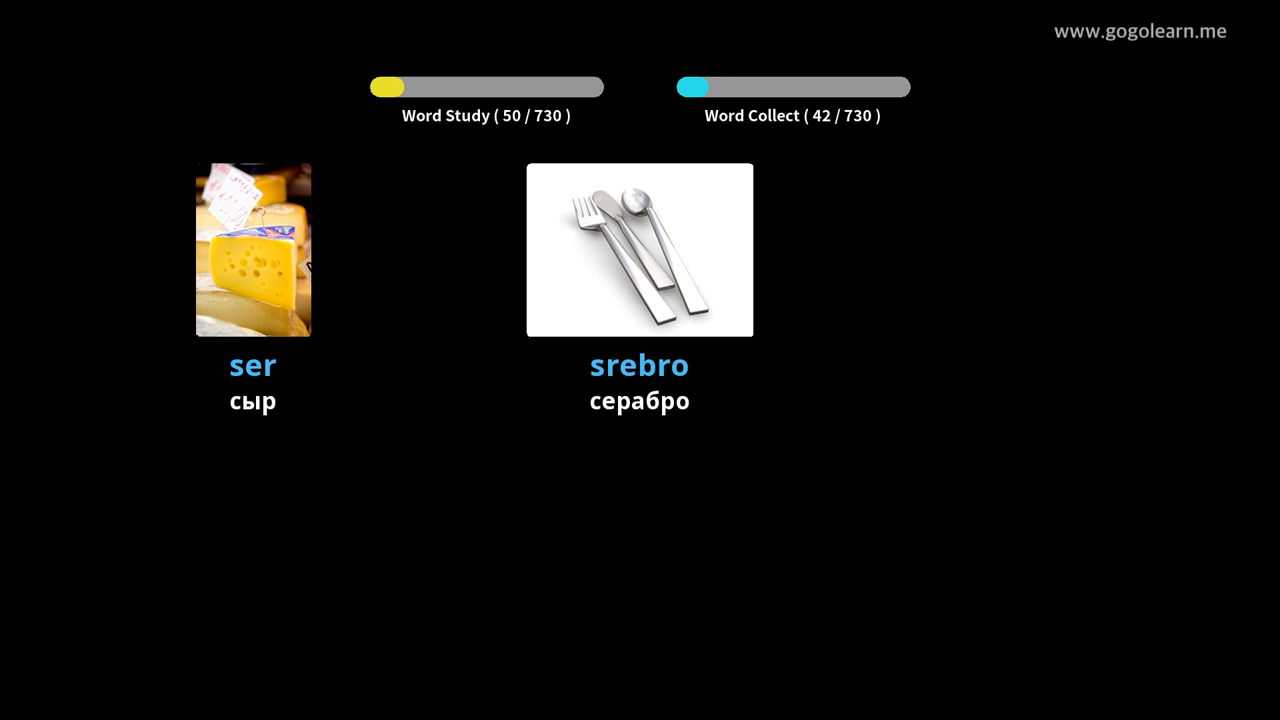 www.gogolearn.me
Word Study ( 50 / 730 )
Word Collect ( 42 / 730 )
ser
сыр
srebro
серабро